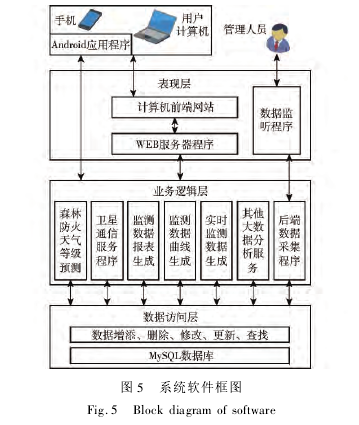 手机
用户
计算机
管理人员
Android应用程序
表现层
计算机前端网站
WEB服务器程序
数据监
听程序
业务逻辑层
森林
防火
天气
等级
预测
卫星
通信
服务
程序
监测
数据
报表
生成
监测
数据
曲线
生成
实时
监测
数据
生成
其他
大数
据分
析服
务
后端
数据
采集
程序
数据访问层
数据增添、删除、修改、更新、查找
MySQL数据库
图5 系统软件框图
Fig. 5 Block diagram of software